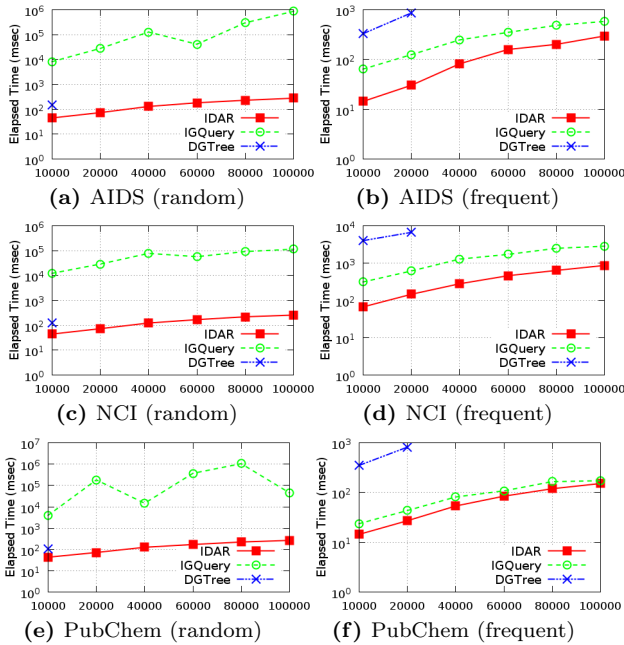 Elapsed Time (msec)
10^6
10^5
10^4
10^3
10^2
10^1
10^0
IDAR
IGQuery
DGTree
10000 20000 40000 60000 80000 100000
(a) AIDS (random)
Elapsed Time (msec)
10^3
10^2
10^1
10^0
IDAR
IGQuery
DGTree
10000 20000 40000 60000 80000 100000
(b) AIDS (frequent)
Elapsed Time (msec)
10^6
10^5
10^4
10^3
10^2
10^1
10^0
IDAR
IGQuery
DGTree
10000 20000 40000 60000 80000 100000
(c) NCI (random)
Elapsed Time (msec)
10^4
10^3
10^2
10^1
10^0
IDAR
IGQuery
DGTree
10000 20000 40000 60000 80000 100000
(d) NCI (frequent)
Elapsed Time (msec)
10^7
10^6
10^5
10^4
10^3
10^2
10^1
10^0
IDAR
IGQuery
DGTree
10000 20000 40000 60000 80000 100000
(e) PubChem (random)
Elapsed Time (msec)
10^3
10^2
10^1
10^0
IDAR
IGQuery
DGTree
10000 20000 40000 60000 80000 100000
(f) PubChem (frequent)